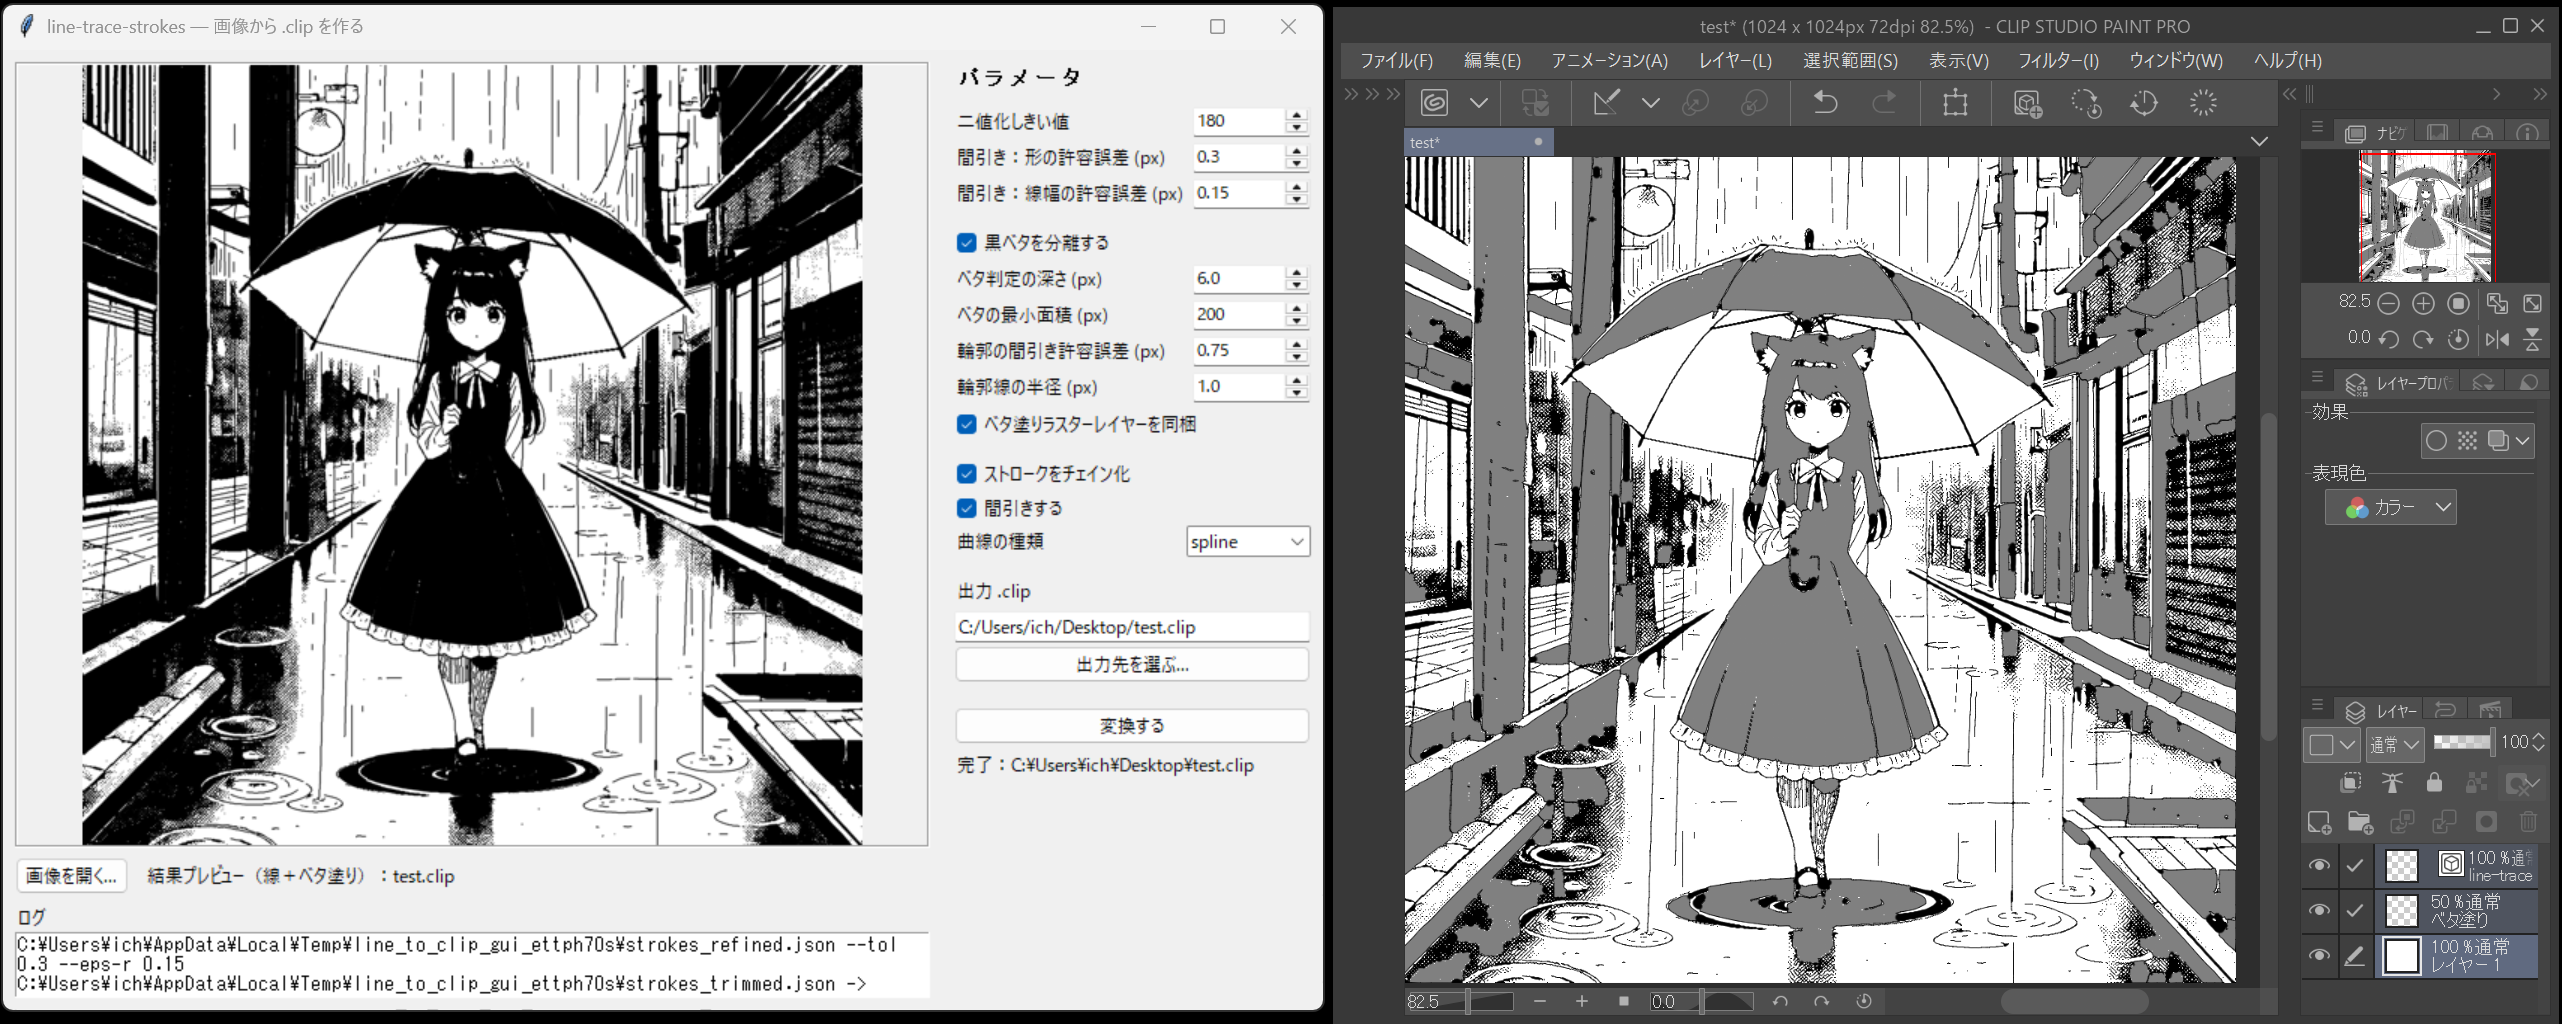 line-trace-strokes — 画像から .clip を作る
パラメータ
二値化しきい値 180
間引き：形の許容誤差 (px) 0.3
間引き：線幅の許容誤差 (px) 0.15
黒ベタを分離する
ベタ判定の深さ (px) 6.0
ベタの最小面積 (px) 200
輪郭の間引き許容誤差 (px) 0.75
輪郭線の半径 (px) 1.0
ベタ塗りラスターレイヤーを同梱
ストロークをチェイン化
間引きする
曲線の種類 spline
出力 .clip
C:/Users/ich/Desktop/test.clip
出力先を選ぶ...
変換する
完了：C:¥Users¥ich¥Desktop¥test.clip
画像を開く... 結果プレビュー（線＋ベタ塗り）：test.clip
ログ
C:¥Users¥ich¥AppData¥Local¥Temp¥line_to_clip_gui_ettph70s¥strokes_refined.json --tol
0.3 --eps-r 0.15
C:¥Users¥ich¥AppData¥Local¥Temp¥line_to_clip_gui_ettph70s¥strokes_trimmed.json ->
test* (1024 x 1024px 72dpi 82.5%) - CLIP STUDIO PAINT PRO
ファイル(F) 編集(E) アニメーション(A) レイヤー(L) 選択範囲(S) 表示(V) フィルター(I) ウィンドウ(W) ヘルプ(H)
test*
ナビゲ
82.5
0.0
レイヤープロパ
効果
表現色
カラー
レイヤー
通常 100
100 %通常
line-trace
50 %通常
ベタ塗り
100 %通常
レイヤー 1
82.5 0.0